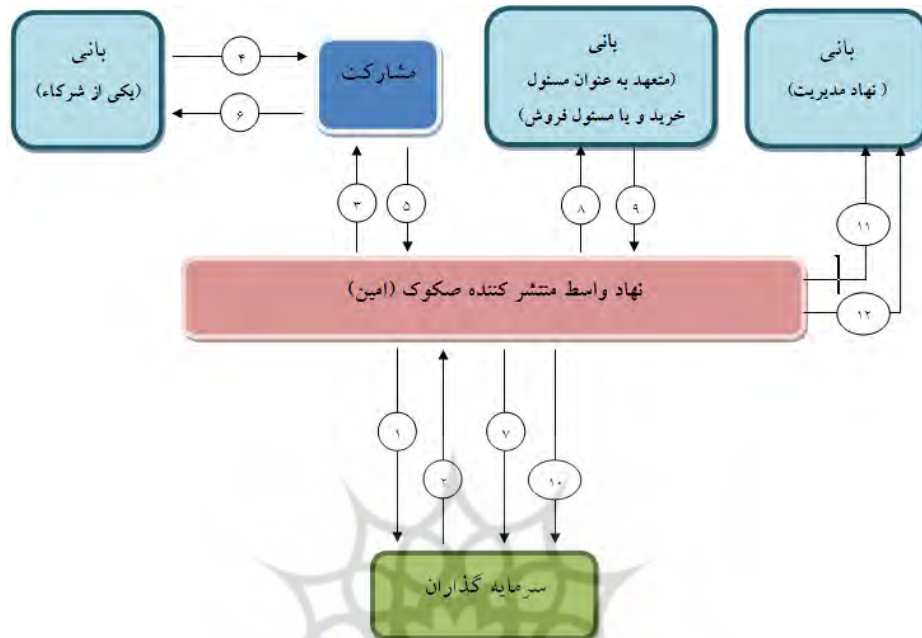 بانی
(نهاد مدیریت)
بانی
(متعهد به عنوان مسئول
خرید و یا مسئول فروش)
مشارکت
بانی
(یکی از شرکاء)
۴
۶
۳
۵
۸
۹
۱۱
۱۲
نهاد واسط منتشر کننده صکوک (امین)
۱
۲
۷
۱۰
سرمایه گذاران